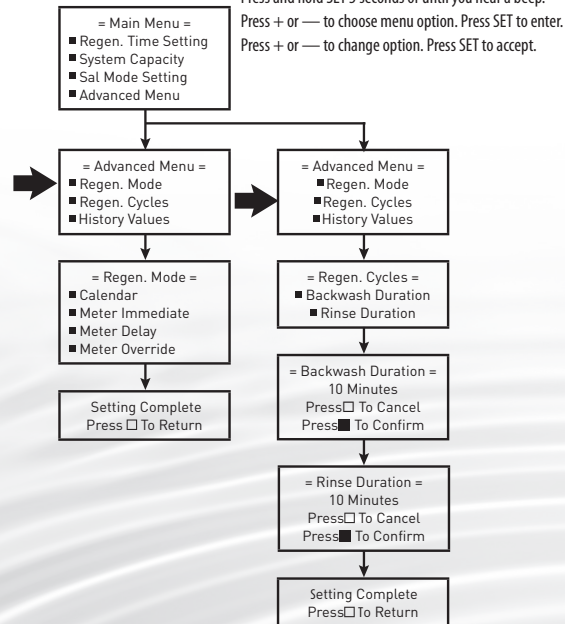 Press and hold SET 3 seconds or until you hear a beep.
Press + or — to choose menu option. Press SET to enter.
Press + or — to change option. Press SET to accept.
= Main Menu =
■ Regen. Time Setting
■ System Capacity
■ Sal Mode Setting
■ Advanced Menu
= Advanced Menu =
■ Regen. Mode
■ Regen. Cycles
■ History Values
= Regen. Mode =
■ Calendar
■ Meter Immediate
■ Meter Delay
■ Meter Override
Setting Complete
Press □ To Return
= Advanced Menu =
■Regen. Mode
■Regen. Cycles
■History Values
= Regen. Cycles =
■ Backwash Duration
■ Rinse Duration
= Backwash Duration =
10 Minutes
Press□ To Cancel
Press■ To Confirm
= Rinse Duration =
10 Minutes
Press□ To Cancel
Press■ To Confirm
Setting Complete
Press□ To Return